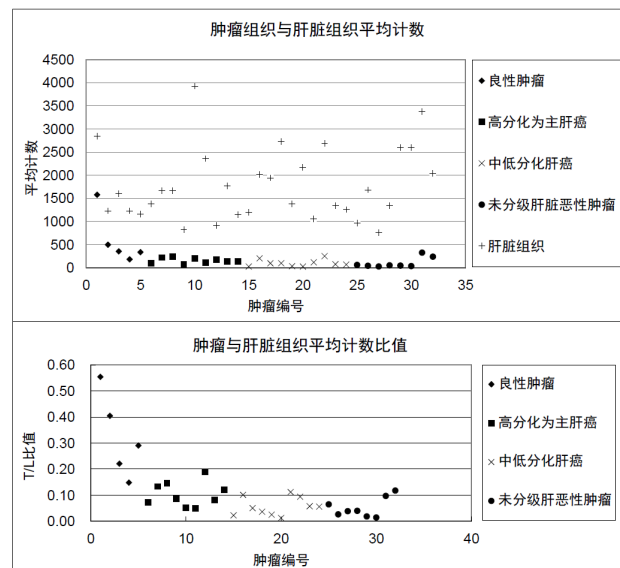 肿瘤组织与肝脏组织平均计数
4500
4000
3500
3000
2500
2000
1500
1000
500
0
平均计数
0 5 10 15 20 25 30 35
肿瘤编号
良性肿瘤
高分化为主肝癌
中低分化肝癌
未分级肝脏恶性肿瘤
肝脏组织
肿瘤与肝脏组织平均计数比值
0.60
0.50
0.40
0.30
0.20
0.10
0.00
T/L比值
0 10 20 30 40
肿瘤编号
良性肿瘤
高分化为主肝癌
中低分化肝癌
未分级肝恶性肿瘤